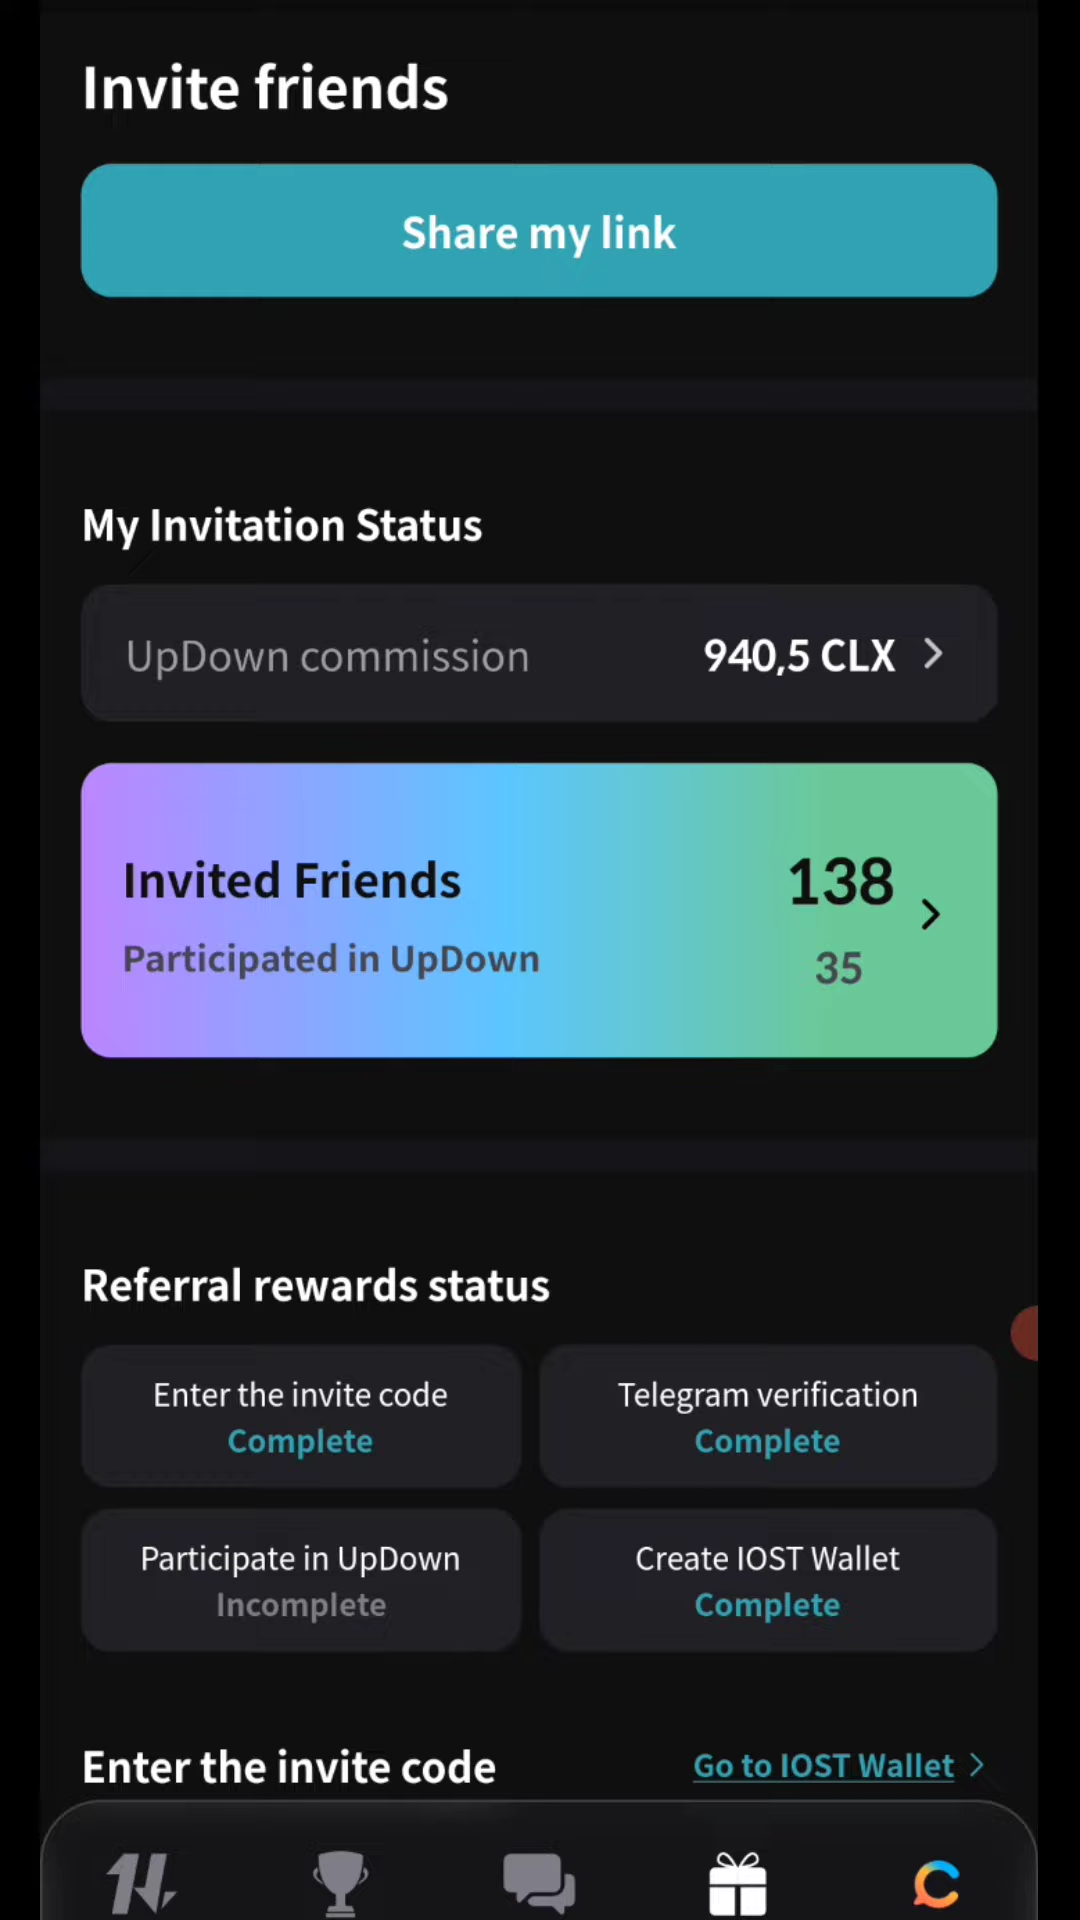 Invite friends
Share my link
My Invitation Status
UpDown commission 940,5 CLX
Invited Friends 138
Participated in UpDown 35
Referral rewards status
Enter the invite code Telegram verification
Complete Complete
Participate in UpDown Create IOST Wallet
Incomplete Complete
Enter the invite code Go to IOST Wallet